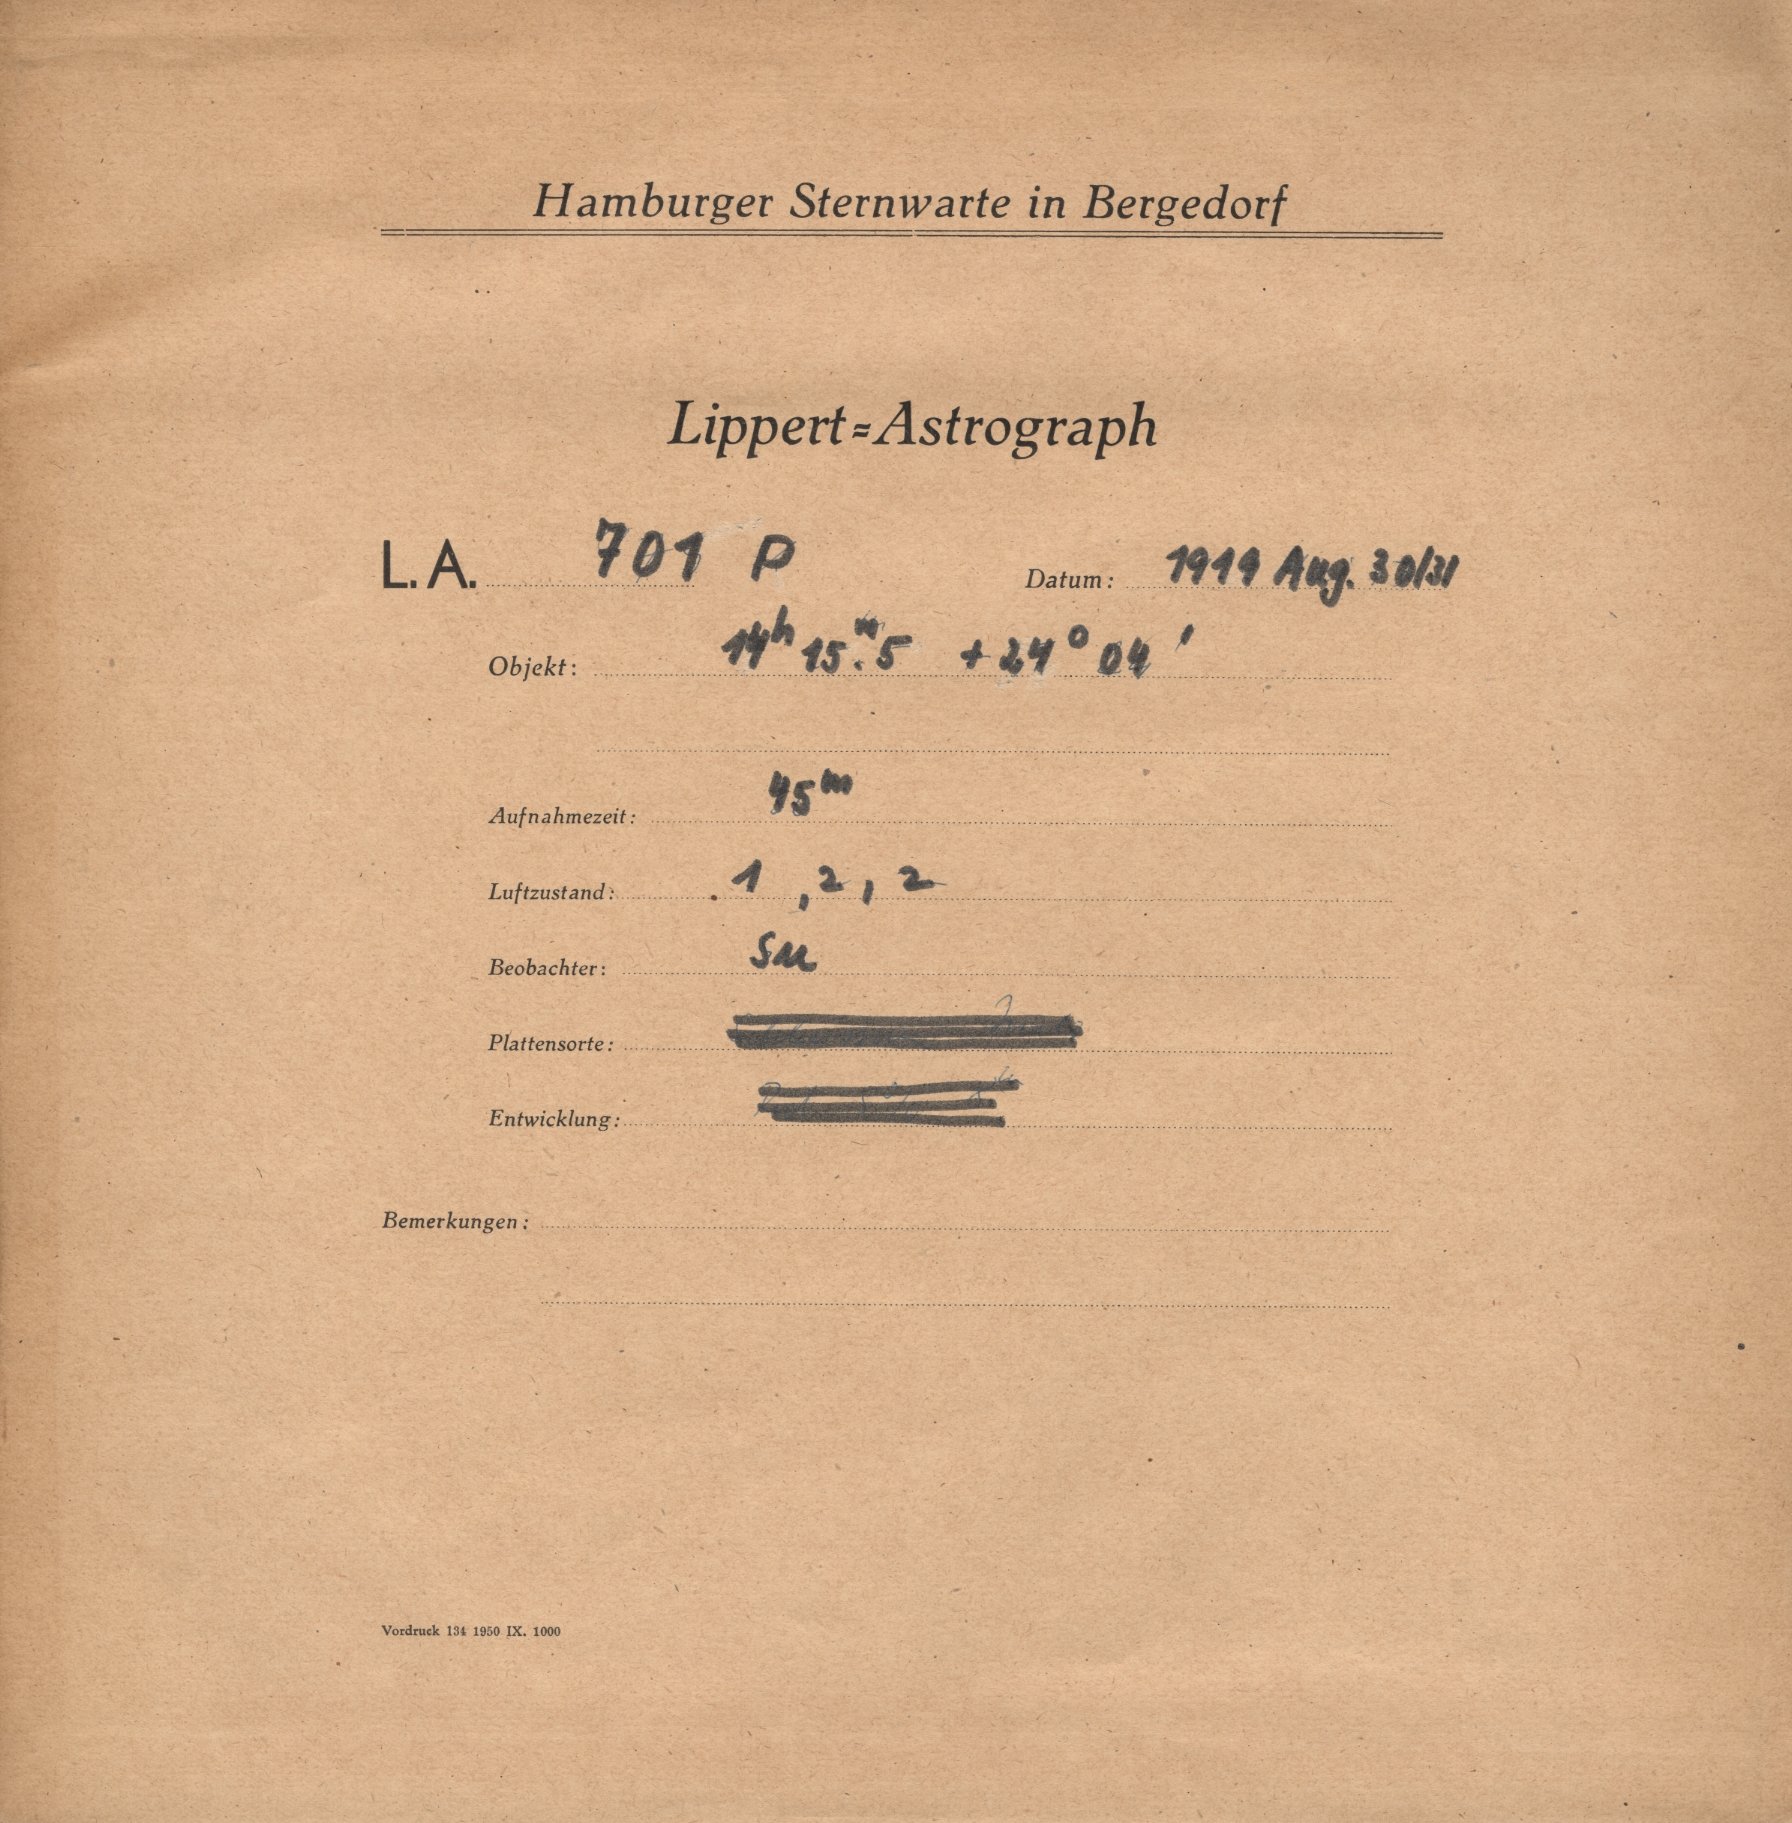 Hamburger Sternwarte in Bergedorf
Lippert=Astrograph
L. A. 701 P Datum: 1919 Aug. 30/31
Objekt: 14h 15m.5 + 24° 04'
Aufnahmezeit: 45m
Luftzustand: 1 , 2 , 2
Beobachter:
Plattensorte:
Entwicklung:
Bemerkungen:
Vordruck 134 1950 IX. 1000